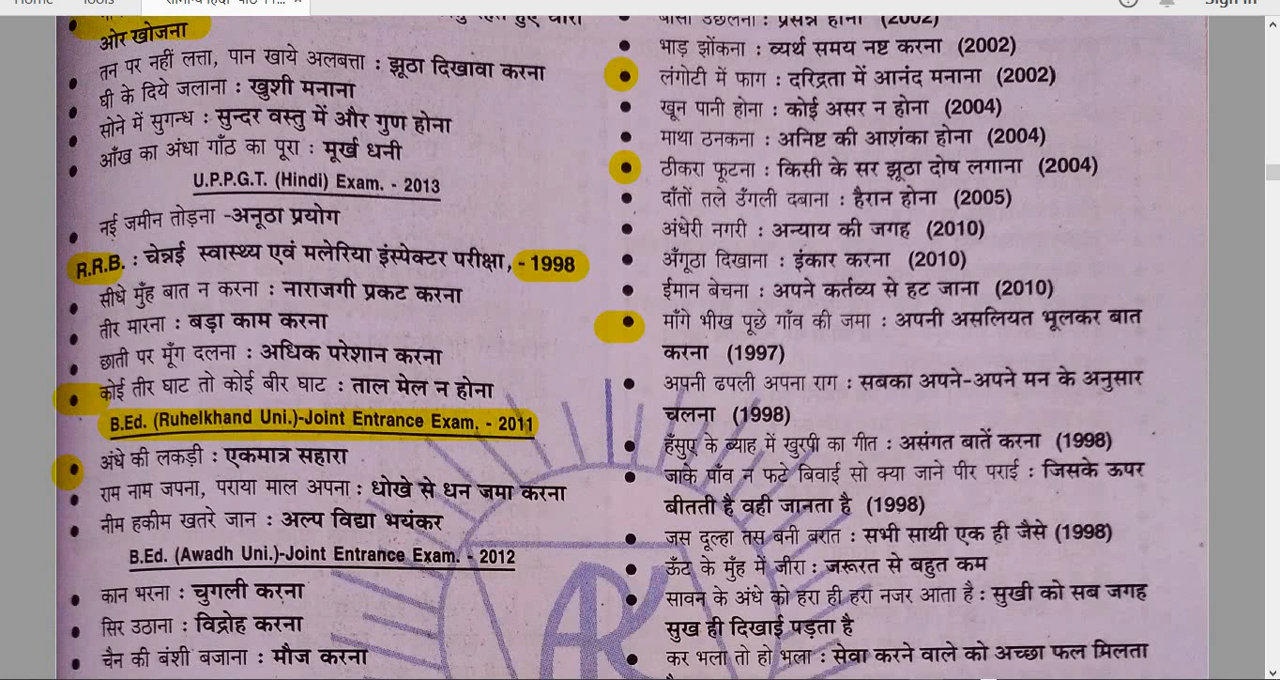 Home Tools
Sign In
ओर खोजना
तन पर नहीं लत्ता, पान खाये अलबत्ता : झूठा दिखावा करना
घी के दिये जलाना : खुशी मनाना
सोने में सुगन्ध : सुन्दर वस्तु में और गुण होना
आँख का अंधा गाँठ का पूरा : मूर्ख धनी
U.P.P.G.T. (Hindi) Exam. - 2013
नई जमीन तोड़ना -अनूठा प्रयोग
R.R.B. : चेन्नई स्वास्थ्य एवं मलेरिया इंस्पेक्टर परीक्षा, - 1998
सीधे मुँह बात न करना : नाराजगी प्रकट करना
तीर मारना : बड़ा काम करना
छाती पर मूँग दलना : अधिक परेशान करना
कोई तीर घाट तो कोई बीर घाट : ताल मेल न होना
B.Ed. (Ruhelkhand Uni.)-Joint Entrance Exam. - 2011
अंधे की लकड़ी : एकमात्र सहारा
राम नाम जपना, पराया माल अपना : धोखे से धन जमा करना
नीम हकीम खतरे जान : अल्प विद्या भयंकर
B.Ed. (Awadh Uni.)-Joint Entrance Exam. - 2012
कान भरना : चुगली करना
सिर उठाना : विद्रोह करना
चैन की बंशी बजाना : मौज करना
: प्रसन्न होना (2002)
भाड़ झोंकना : व्यर्थ समय नष्ट करना (2002)
लंगोटी में फाग : दरिद्रता में आनंद मनाना (2002)
खून पानी होना : कोई असर न होना (2004)
माथा ठनकना : अनिष्ट की आशंका होना (2004)
ठीकरा फूटना : किसी के सर झूठा दोष लगाना (2004)
दाँतों तले उँगली दबाना : हैरान होना (2005)
अंधेरी नगरी : अन्याय की जगह (2010)
अँगूठा दिखाना : इंकार करना (2010)
ईमान बेचना : अपने कर्तव्य से हट जाना (2010)
माँगे भीख पूछे गाँव की जमा : अपनी असलियत भूलकर बात
करना (1997)
अपनी ढपली अपना राग : सबका अपने-अपने मन के अनुसार
चलना (1998)
हँसुए के ब्याह में खुरपी का गीत : असंगत बातें करना (1998)
जाके पाँव न फटे बिवाई सो क्या जाने पीर पराई : जिसके ऊपर
बीतती है वही जानता है (1998)
जस दूल्हा तस बनी बरात : सभी साथी एक ही जैसे (1998)
ऊँट के मुँह में जीरा : जरूरत से बहुत कम
सावन के अंधे को हरा ही हरा नजर आता है : सुखी को सब जगह
सुख ही दिखाई पड़ता है
कर भला तो हो भला : सेवा करने वाले को अच्छा फल मिलता